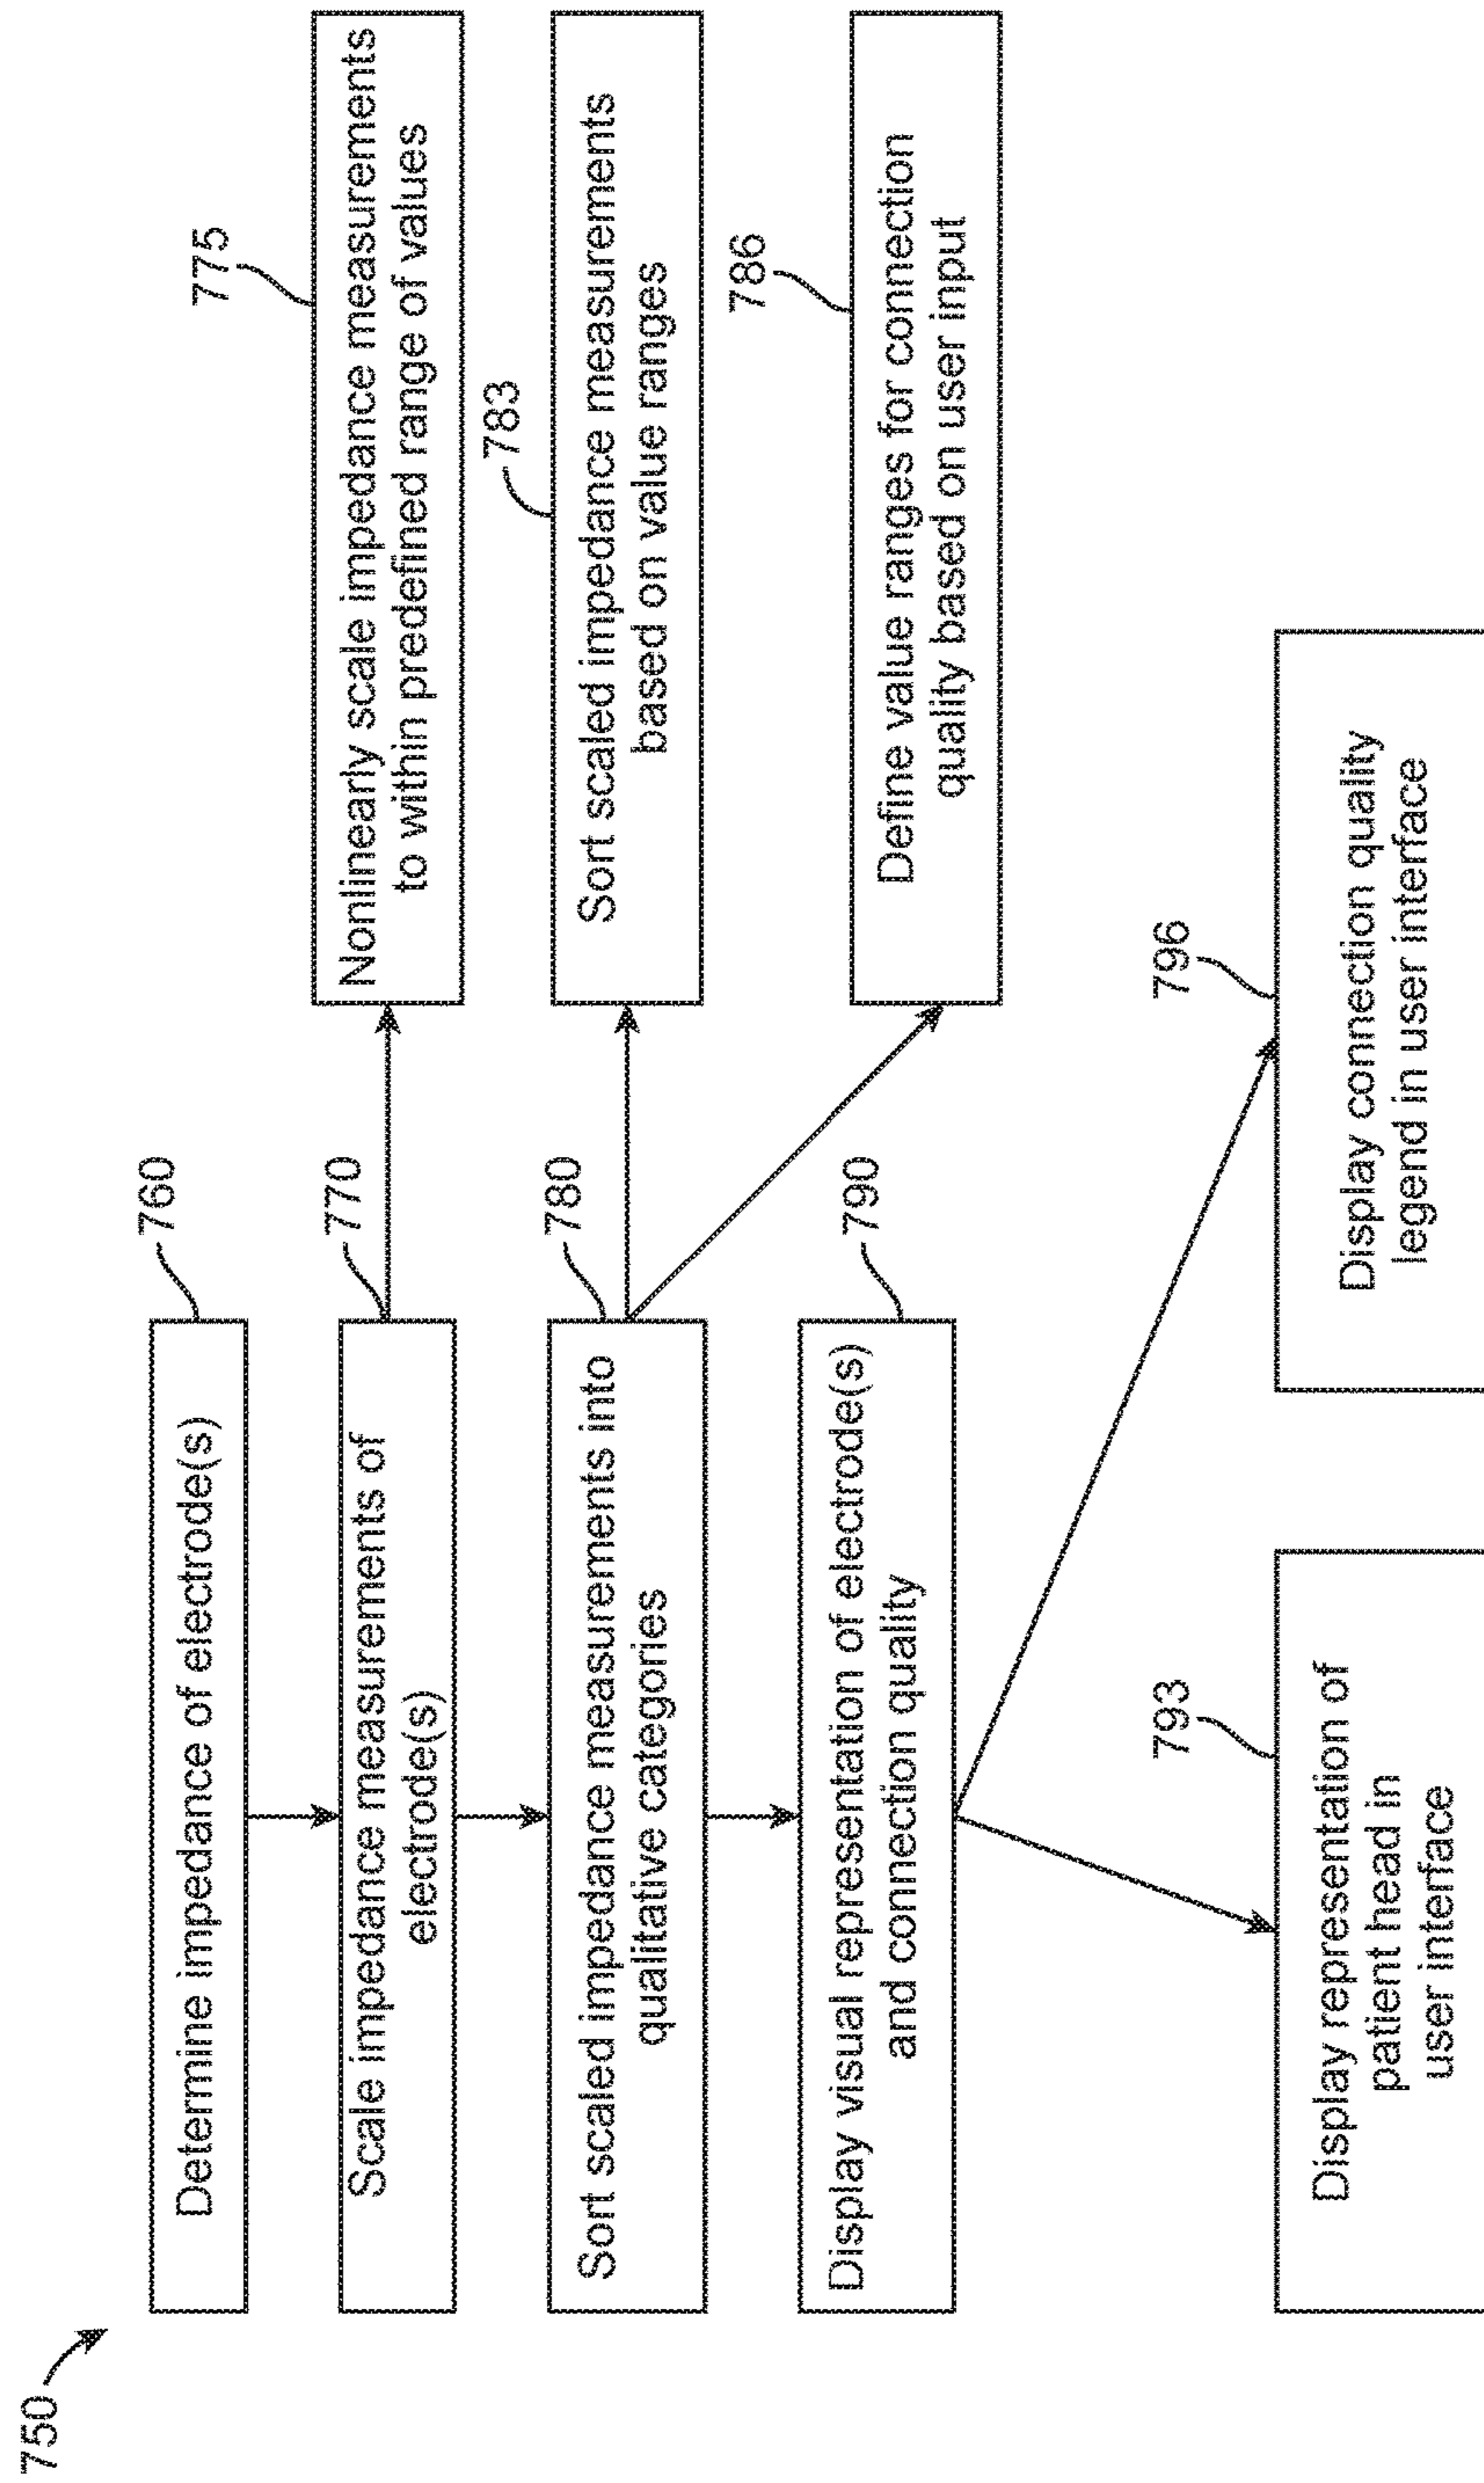 750
760
Determine impedance of electrode(s)
770
Scale impedance measurements of
electrode(s)
775
Nonlinearly scale impedance measurements
to within predefined range of values
780
Sort scaled impedance measurements into
qualitative categories
783
Sort scaled impedance measurements
based on value ranges
786
Define value ranges for connection
quality based on user input
790
Display visual representation of electrode(s)
and connection quality
793
Display representation of
patient head in
user interface
796
Display connection quality
legend in user interface